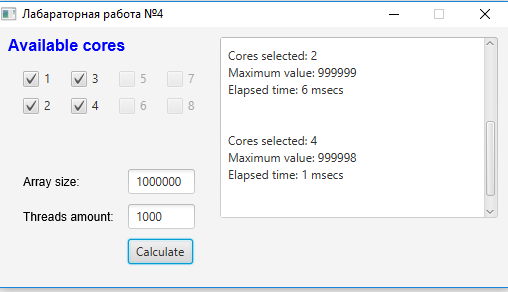 Лабараторная работа №4
Available cores
1 3 5 7
2 4 6 8
Array size: 1000000
Threads amount: 1000
Calculate
Cores selected: 2
Maximum value: 999999
Elapsed time: 6 msecs
Cores selected: 4
Maximum value: 999998
Elapsed time: 1 msecs